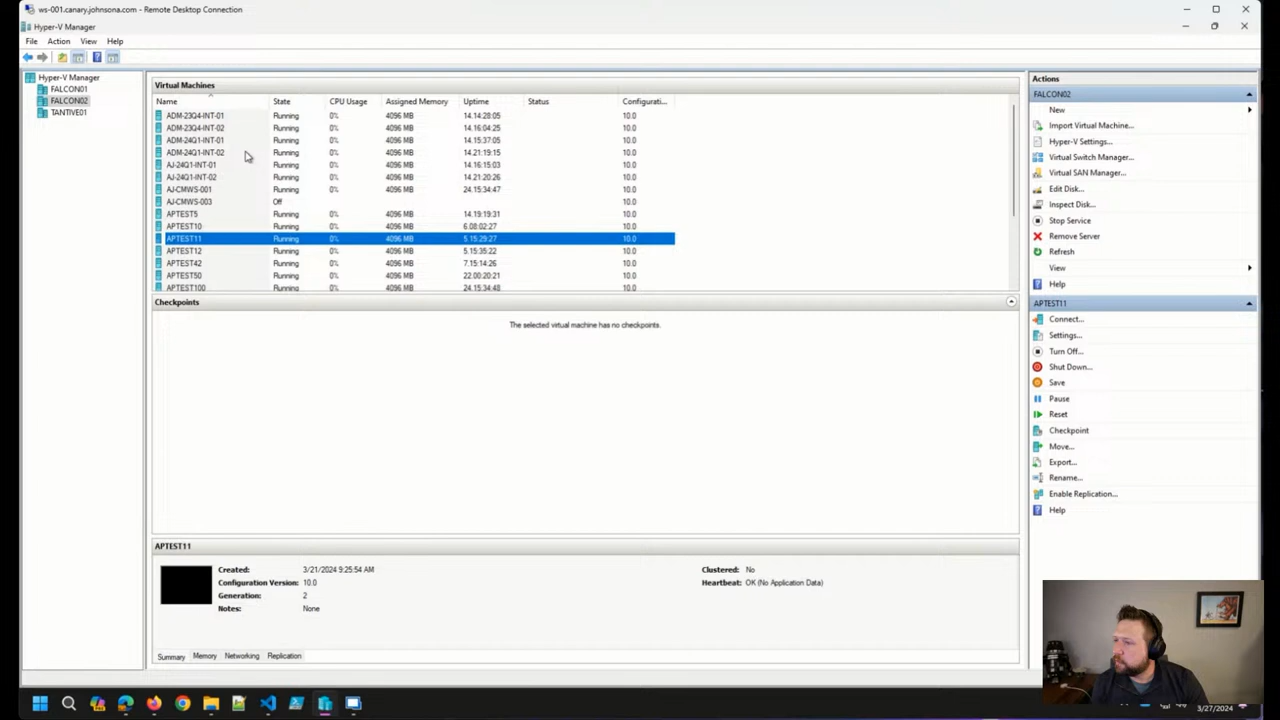 ws-001.canary.johnsona.com - Remote Desktop Connection
Hyper-V Manager
File Action View Help
Hyper-V Manager
FALCON01
FALCON02
TANTIVE01
Virtual Machines
Name State CPU Usage Assigned Memory Uptime Status Configurati...
ADM-23Q4-INT-01 Running 0% 4096 MB 14.14:28:05 10.0
ADM-23Q4-INT-02 Running 0% 4096 MB 14.16:04:25 10.0
ADM-24Q1-INT-01 Running 0% 4096 MB 14.15:37:05 10.0
ADM-24Q1-INT-02 Running 0% 4096 MB 14.21:19:15 10.0
AJ-24Q1-INT-01 Running 0% 4096 MB 14.16:15:03 10.0
AJ-24Q1-INT-02 Running 0% 4096 MB 14.21:20:26 10.0
AJ-CMWS-001 Running 0% 4096 MB 24.15:34:47 10.0
AJ-CMWS-003 Off 10.0
APTEST5 Running 0% 4096 MB 14.19:19:31 10.0
APTEST10 Running 0% 4096 MB 6.08:02:27 10.0
APTEST11 Running 0% 4096 MB 5.15:29:27 10.0
APTEST12 Running 0% 4096 MB 5.15:35:22 10.0
APTEST42 Running 0% 4096 MB 7.15:14:26 10.0
APTEST50 Running 0% 4096 MB 22.00:20:21 10.0
APTEST100 Running 0% 4096 MB 24.15:34:48 10.0
Checkpoints
The selected virtual machine has no checkpoints.
APTEST11
Created: 3/21/2024 9:25:54 AM Clustered: No
Configuration Version: 10.0 Heartbeat: OK (No Application Data)
Generation: 2
Notes: None
Summary Memory Networking Replication
Actions
FALCON02
New
Import Virtual Machine...
Hyper-V Settings...
Virtual Switch Manager...
Virtual SAN Manager...
Edit Disk...
Inspect Disk...
Stop Service
Remove Server
Refresh
View
Help
APTEST11
Connect...
Settings...
Turn Off...
Shut Down...
Save
Pause
Reset
Checkpoint
Move...
Export...
Rename...
Enable Replication...
Help
3/27/2024